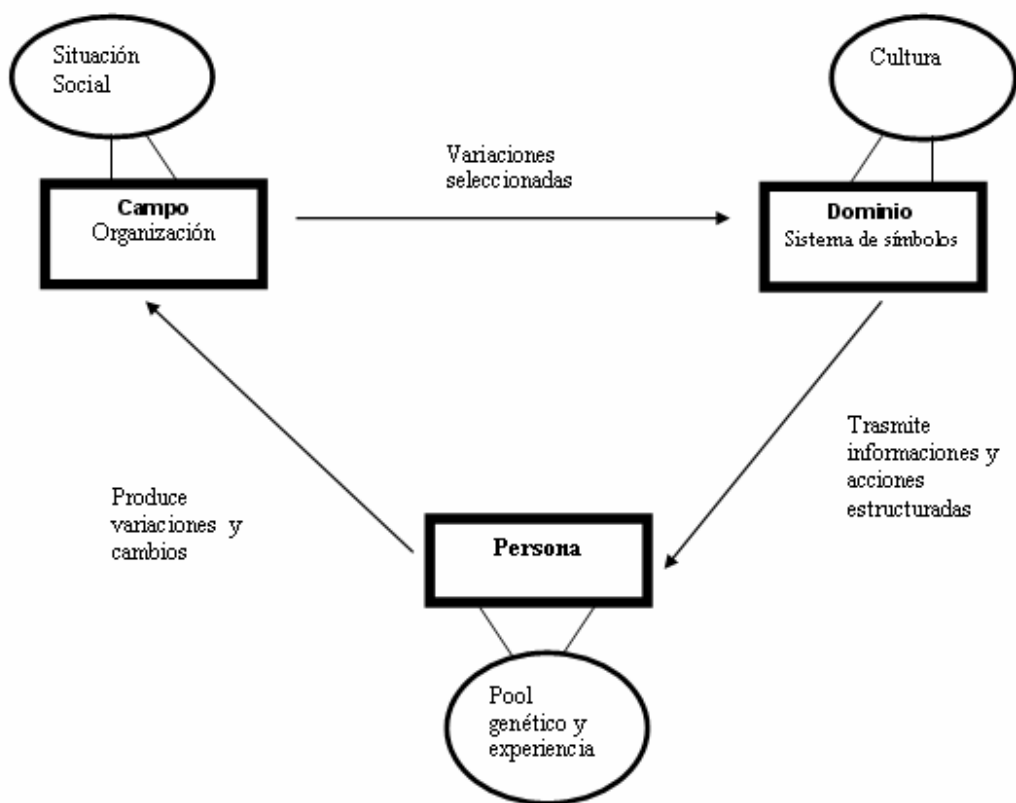 Situación
Social
Cultura
Variaciones
seleccionadas
Campo
Organización
Dominio
Sistema de símbolos
Trasmite
informaciones y
acciones
estructuradas
Produce
variaciones y
cambios
Persona
Pool
genético y
experiencia